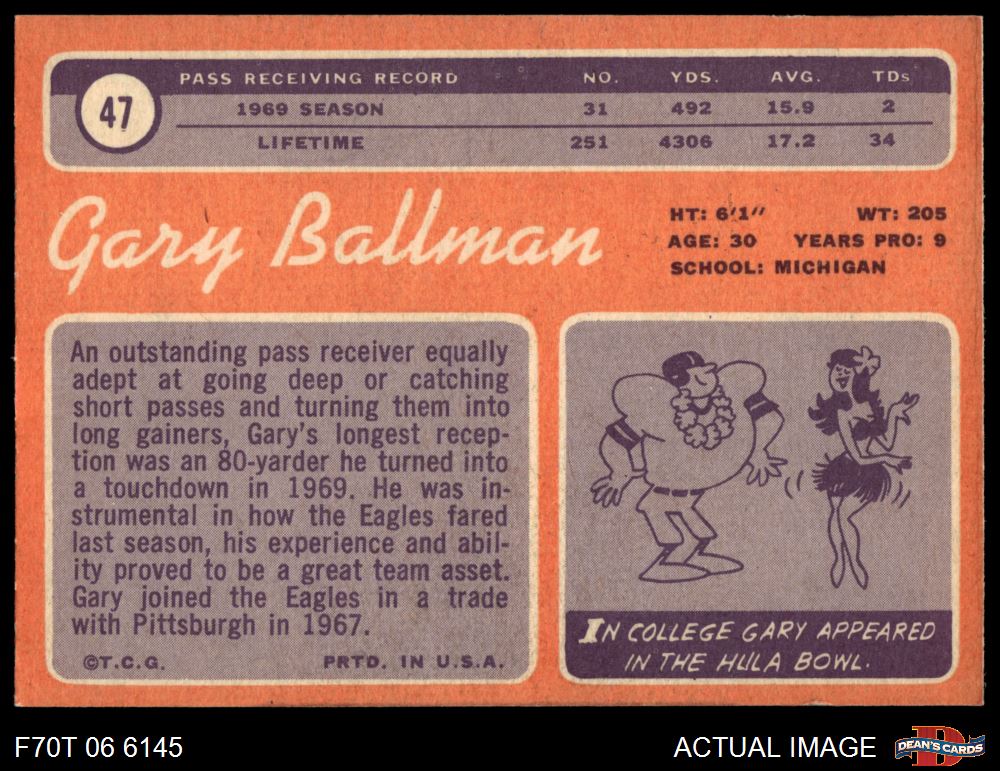 47
PASS RECEIVING RECORD NO. YDS. AVG. TDs
1969 SEASON 31 492 15.9 2
LIFETIME 251 4306 17.2 34
Gary Ballman
HT: 6'1" WT: 205
AGE: 30 YEARS PRO: 9
SCHOOL: MICHIGAN
An outstanding pass receiver equally
adept at going deep or catching
short passes and turning them into
long gainers, Gary's longest recep-
tion was an 80-yarder he turned into
a touchdown in 1969. He was in-
strumental in how the Eagles fared
last season, his experience and abil-
ity proved to be a great team asset.
Gary joined the Eagles in a trade
with Pittsburgh in 1967.
©T.C.G. PRTD. IN U.S.A.
IN COLLEGE GARY APPEARED
IN THE HULA BOWL.
F70T 06 6145
ACTUAL IMAGE
D
DEAN'S CARDS